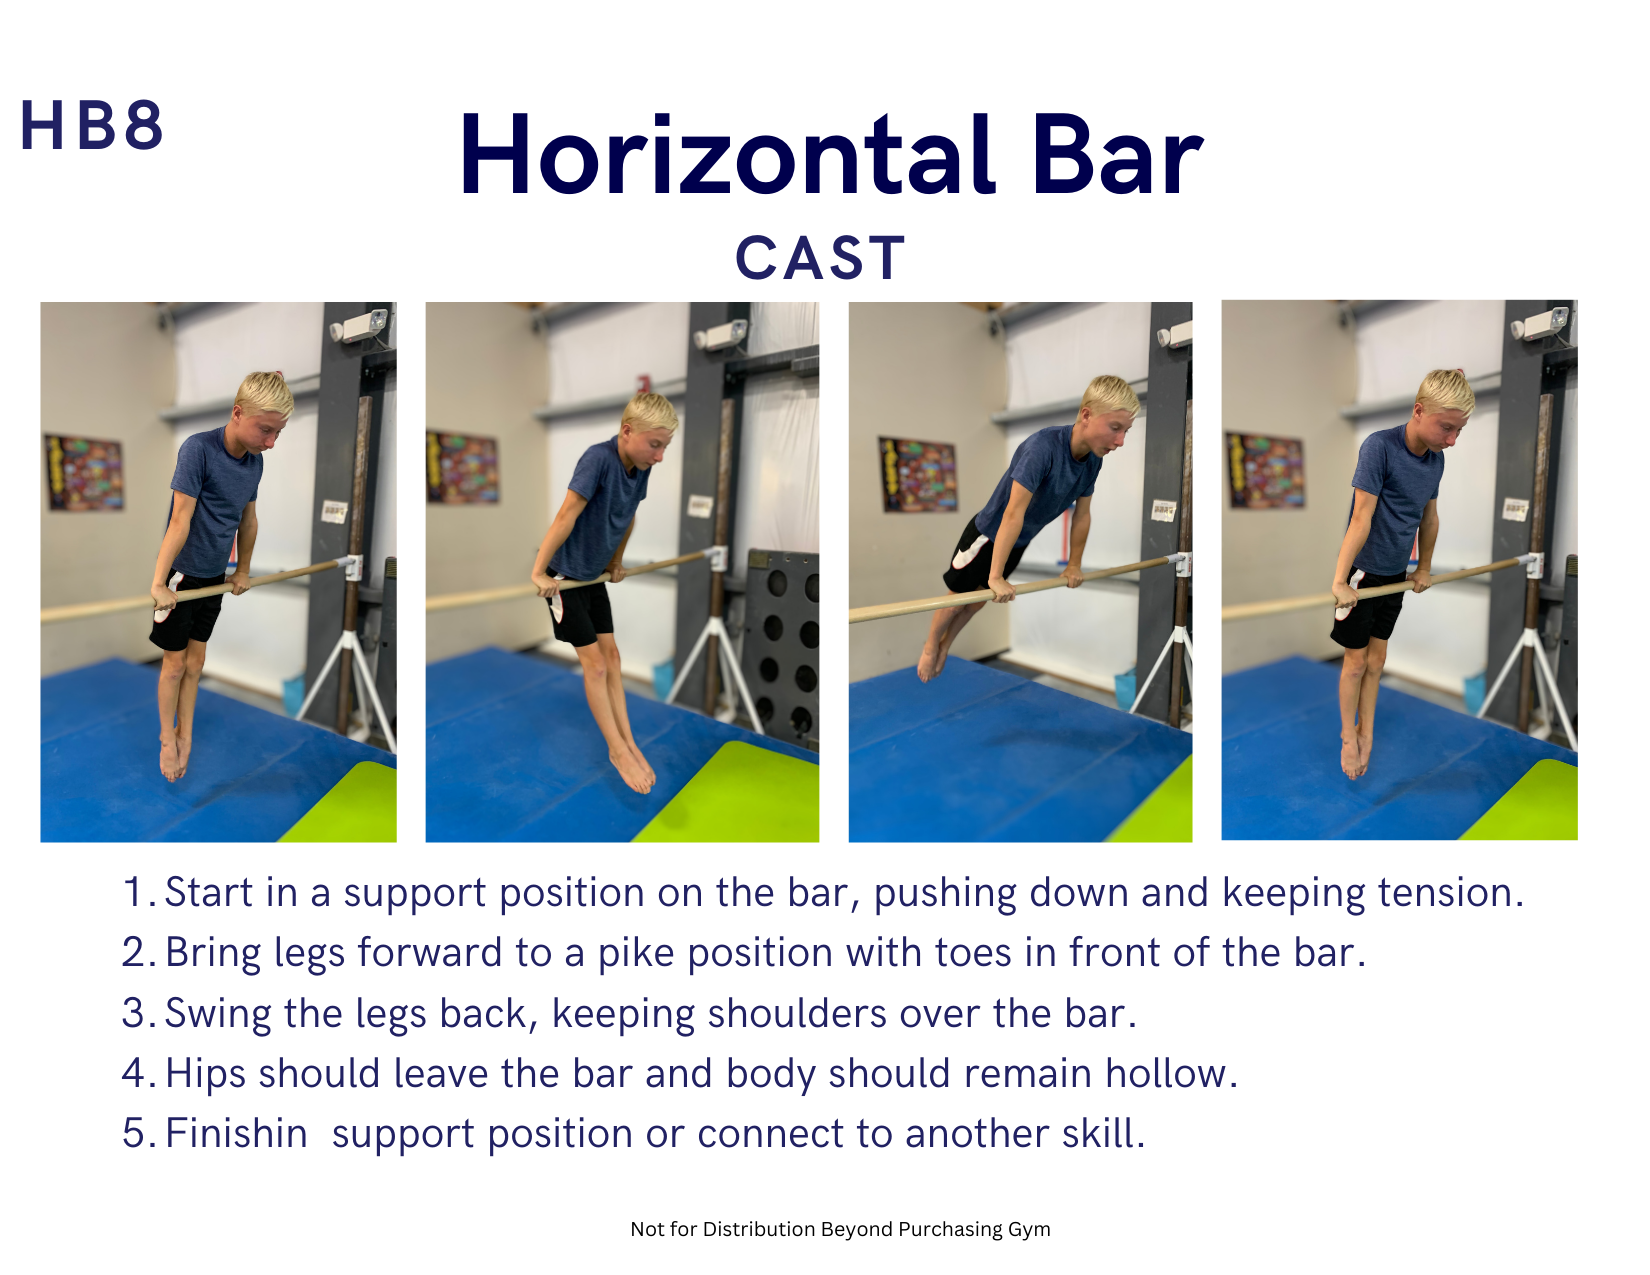 HB8
Horizontal Bar
CAST
1. Start in a support position on the bar, pushing down and keeping tension.
2. Bring legs forward to a pike position with toes in front of the bar.
3. Swing the legs back, keeping shoulders over the bar.
4. Hips should leave the bar and body should remain hollow.
5. Finishin  support position or connect to another skill.
Not for Distribution Beyond Purchasing Gym